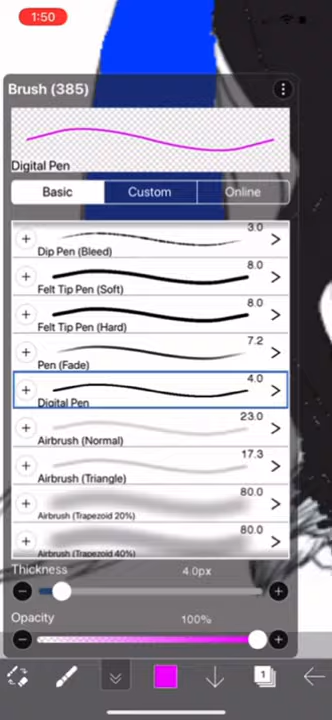 1:50
Brush (385)
Digital Pen
Basic
Custom
Online
3.0
Dip Pen (Bleed)
8.0
Felt Tip Pen (Soft)
8.0
Felt Tip Pen (Hard)
7.2
Pen (Fade)
4.0
Digital Pen
23.0
Airbrush (Normal)
17.3
Airbrush (Triangle)
80.0
Airbrush (Trapezoid 20%)
80.0
Airbrush (Trapezoid 40%)
Thickness 4.0px
Opacity 100%
1